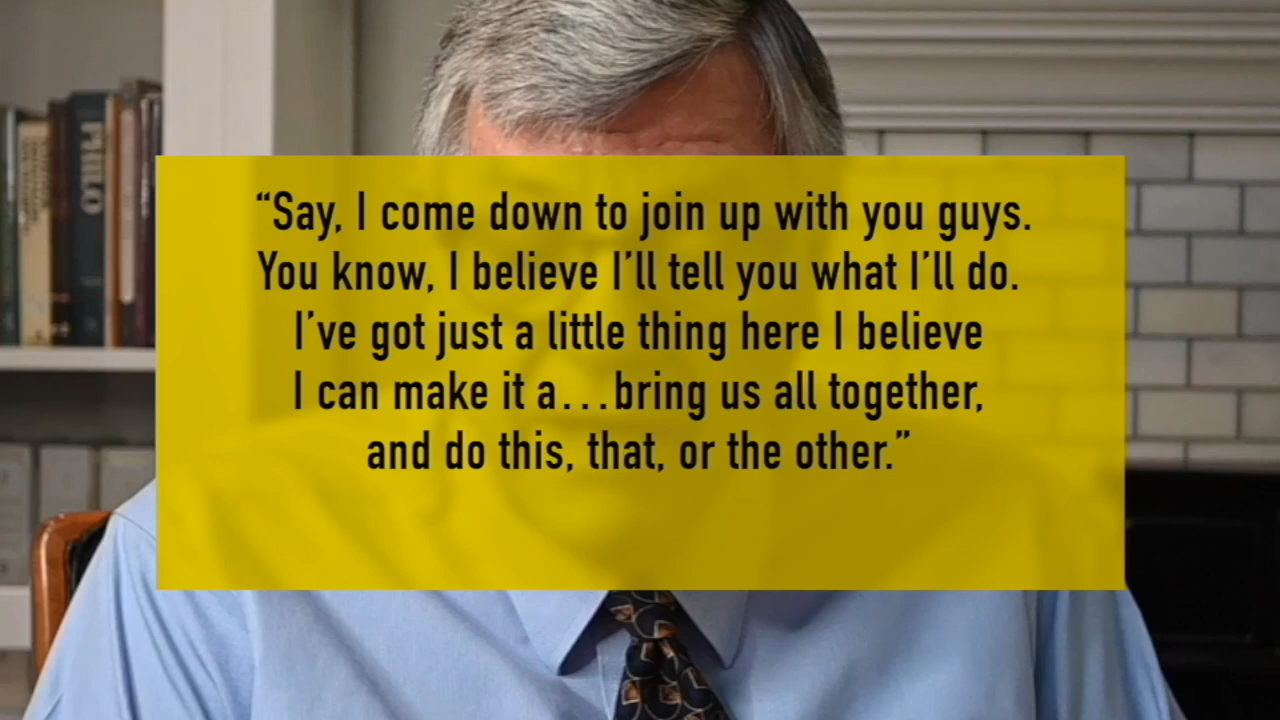 PHILO
“Say, I come down to join up with you guys.
You know, I believe I’ll tell you what I’ll do.
I’ve got just a little thing here I believe
I can make it a...bring us all together,
and do this, that, or the other.”